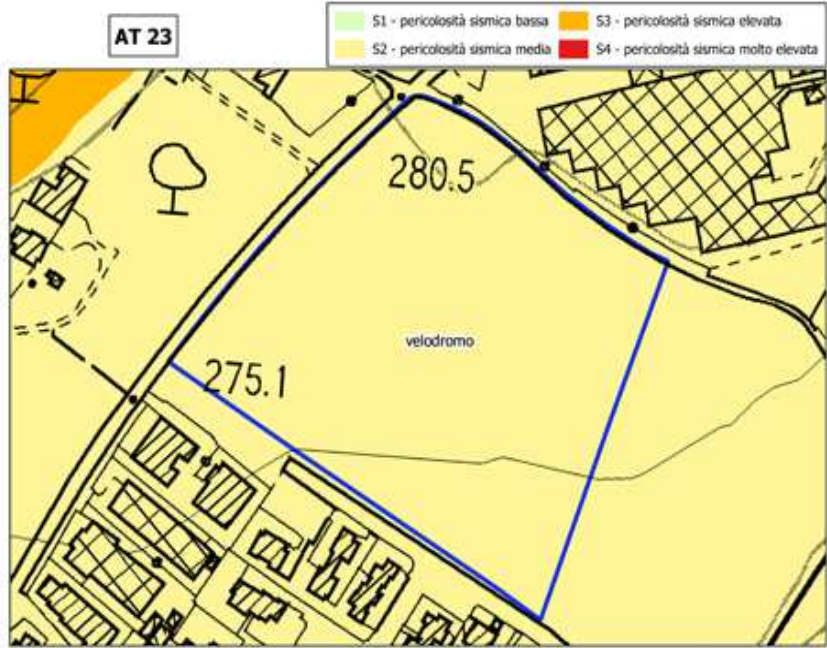 AT 23
S1 - pericolosità sismica bassa
S3 - pericolosità sismica elevata
S2 - pericolosità sismica media
S4 - pericolosità sismica molto elevata
280.5
velodromo
275.1